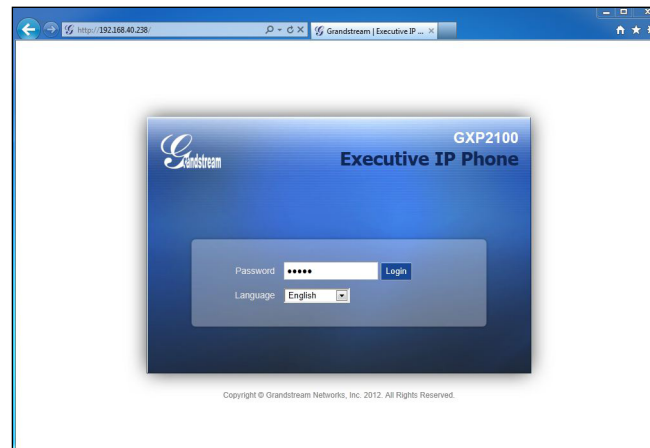 http://192.168.40.238/
Grandstream | Executive IP ...
Grandstream
GXP2100
Executive IP Phone
Password •••••
Login
Language English
Copyright © Grandstream Networks, Inc. 2012. All Rights Reserved.